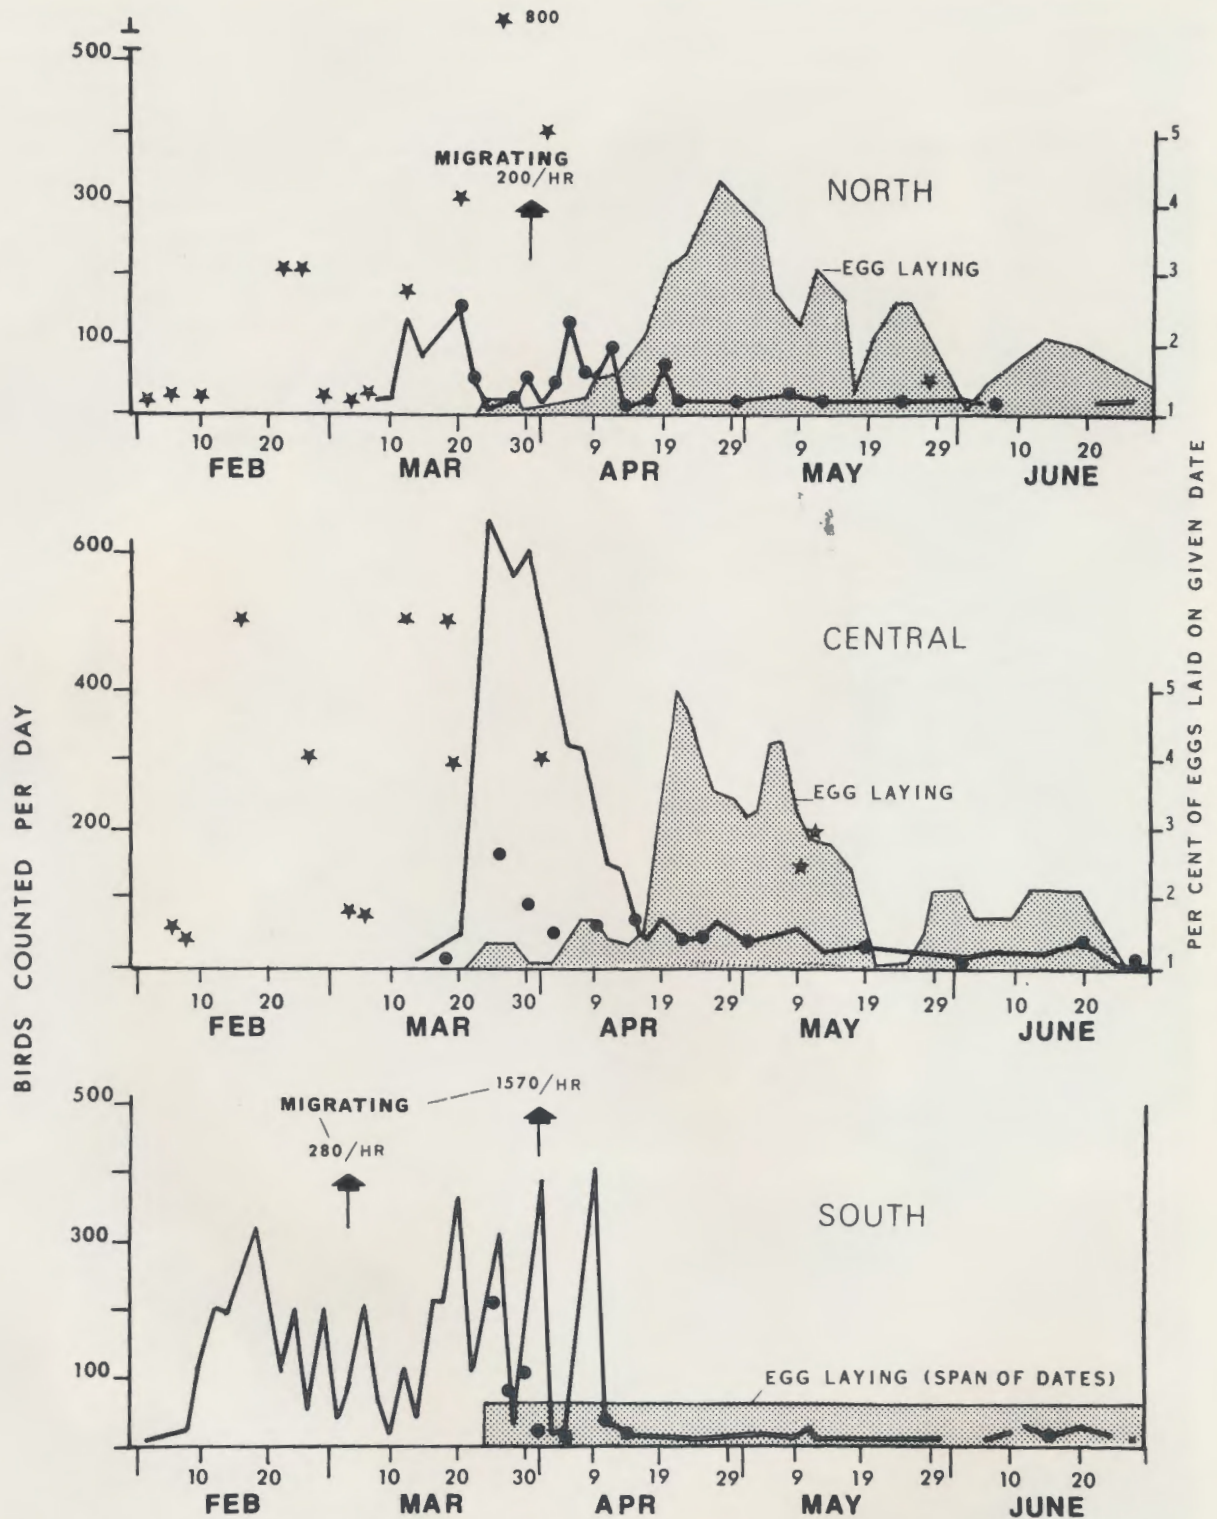 800
500
MIGRATING
200/HR
300
NORTH
EGG LAYING
100
5
4
3
2
1
10 20 10 20 30 9 19 29 9 19 29 10 20
FEB MAR APR MAY JUNE
600
CENTRAL
400
EGG LAYING
200
5
4
3
2
1
10 20 10 20 30 9 19 29 9 19 29 10 20
FEB MAR APR MAY JUNE
BIRDS COUNTED PER DAY
PER CENT OF EGGS LAID ON GIVEN DATE
1570/HR
500
MIGRATING
280/HR
300
SOUTH
100
EGG LAYING (SPAN OF DATES)
10 20 10 20 30 9 19 29 9 19 29 10 20
FEB MAR APR MAY JUNE